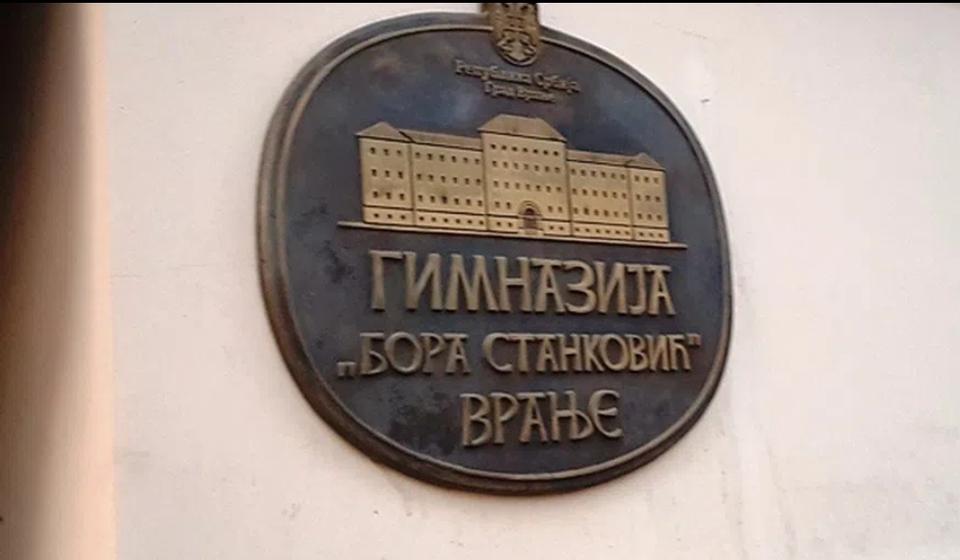 Република Србија
Град Врање
ГИМНАЗИЈА
„БОРА СТАНКОВИЋ"
ВРАЊЕ